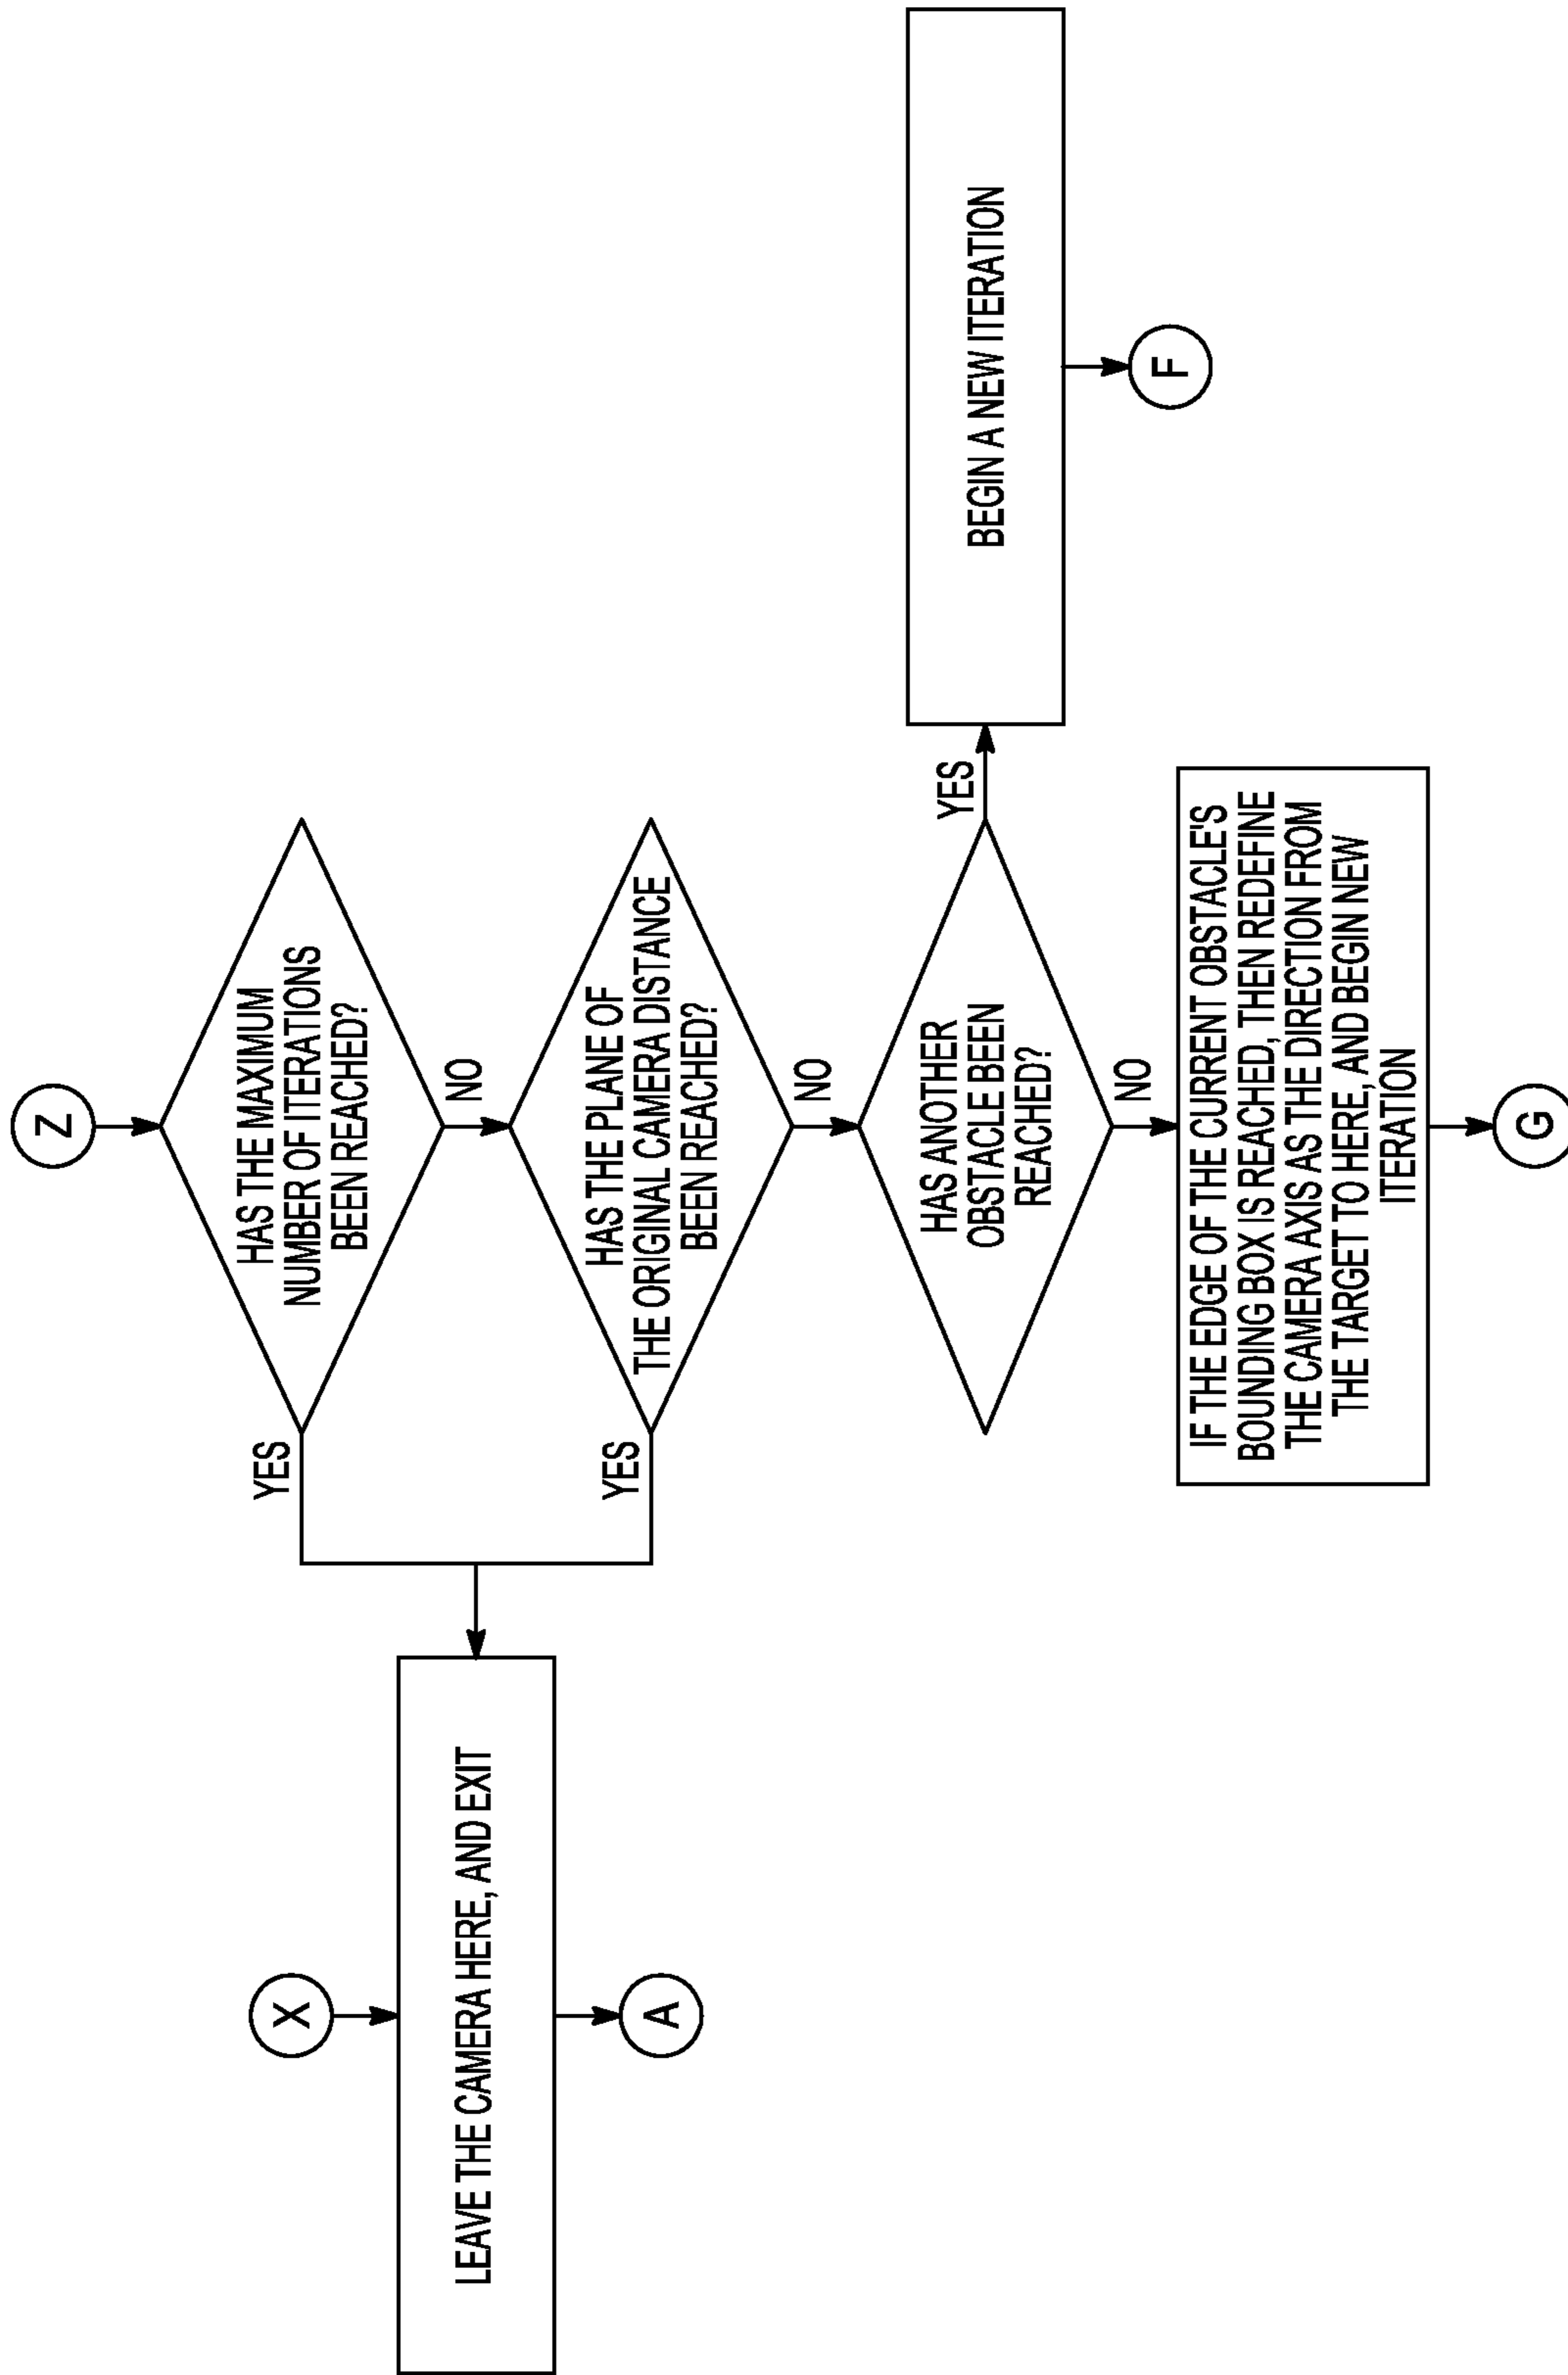 Z
HAS THE MAXIMUM
NUMBER OF ITTERATIONS
BEEN REACHED?
YES
NO
HAS THE PLANE OF
THE ORIGINAL CAMERA DISTANCE
BEEN REACHED?
YES
NO
X
LEAVE THE CAMERA HERE, AND EXIT
A
HAS ANOTHER
OBSTACLE BEEN
REACHED?
YES
BEGIN A NEW ITERATION
F
NO
IF THE EDGE OF THE CURRENT OBSTACLE'S
BOUNDING BOX IS REACHED, THEN REDEFINE
THE CAMERA AXIS AS THE DIRECTION FROM
THE TARGET TO HERE, AND BEGIN NEW
ITERATION
G